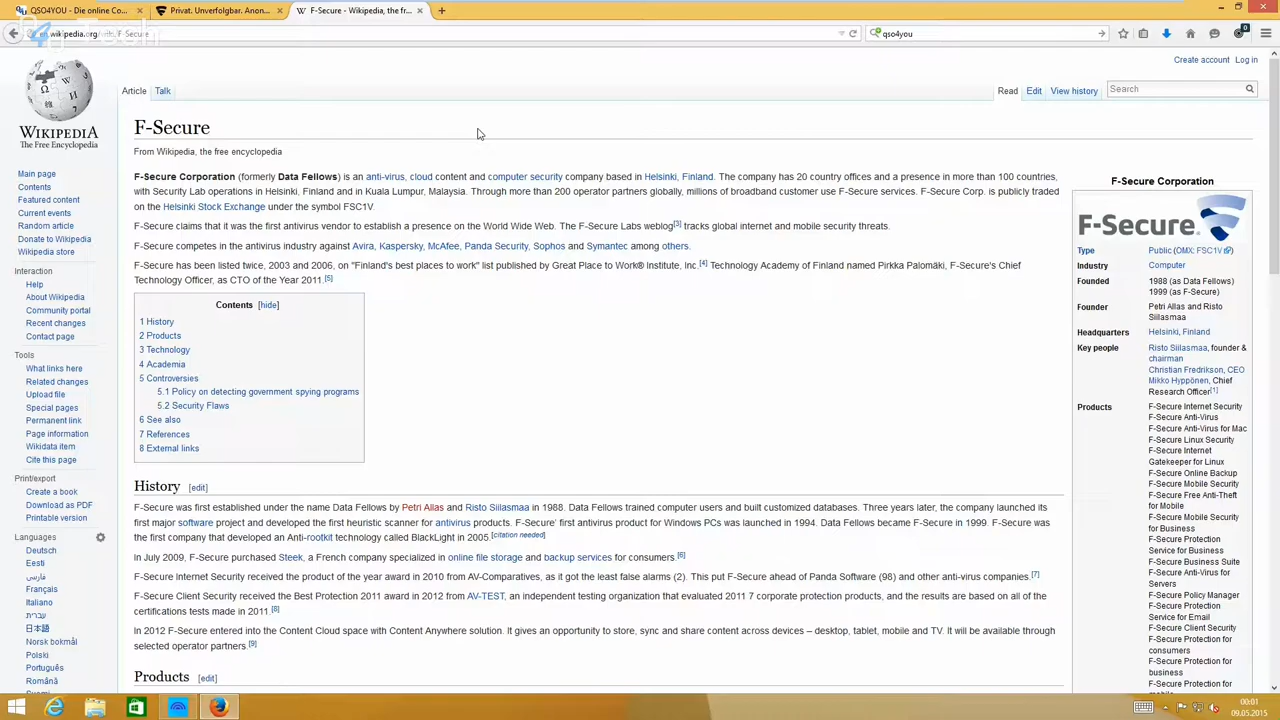 QSO4YOU - Die online Co...
Privat. Unverfolgbar. Anon...
F-Secure - Wikipedia, the fr...
qso4you
Create account Log in
Article Talk
Read Edit View history Search
WIKIPEDIA
The Free Encyclopedia
Main page
Contents
Featured content
Current events
Random article
Donate to Wikipedia
Wikipedia store
Interaction
Help
About Wikipedia
Community portal
Recent changes
Contact page
Tools
What links here
Related changes
Upload file
Special pages
Permanent link
Page information
Wikidata item
Cite this page
Print/export
Create a book
Download as PDF
Printable version
Languages
Deutsch
Eesti
فارسی
Français
Italiano
עברית
日本語
Norsk bokmål
Polski
Português
Română
F-Secure
From Wikipedia, the free encyclopedia
F-Secure Corporation (formerly Data Fellows) is an anti-virus, cloud content and computer security company based in Helsinki, Finland. The company has 20 country offices and a presence in more than 100 countries,
with Security Lab operations in Helsinki, Finland and in Kuala Lumpur, Malaysia. Through more than 200 operator partners globally, millions of broadband customer use F-Secure services. F-Secure Corp. is publicly traded
on the Helsinki Stock Exchange under the symbol FSC1V.
F-Secure claims that it was the first antivirus vendor to establish a presence on the World Wide Web. The F-Secure Labs weblog[3] tracks global internet and mobile security threats.
F-Secure competes in the antivirus industry against Avira, Kaspersky, McAfee, Panda Security, Sophos and Symantec among others.
F-Secure has been listed twice, 2003 and 2006, on "Finland's best places to work" list published by Great Place to Work® Institute, Inc.[4] Technology Academy of Finland named Pirkka Palomäki, F-Secure's Chief
Technology Officer, as CTO of the Year 2011.[5]
Contents [hide]
1 History
2 Products
3 Technology
4 Academia
5 Controversies
5.1 Policy on detecting government spying programs
5.2 Security Flaws
6 See also
7 References
8 External links
History [edit]
F-Secure was first established under the name Data Fellows by Petri Allas and Risto Siilasmaa in 1988. Data Fellows trained computer users and built customized databases. Three years later, the company launched its
first major software project and developed the first heuristic scanner for antivirus products. F-Secure' first antivirus product for Windows PCs was launched in 1994. Data Fellows became F-Secure in 1999. F-Secure was
the first company that developed an Anti-rootkit technology called BlackLight in 2005.[citation needed]
In July 2009, F-Secure purchased Steek, a French company specialized in online file storage and backup services for consumers.[6]
F-Secure Internet Security received the product of the year award in 2010 from AV-Comparatives, as it got the least false alarms (2). This put F-Secure ahead of Panda Software (98) and other anti-virus companies.[7]
F-Secure Client Security received the Best Protection 2011 award in 2012 from AV-TEST, an independent testing organization that evaluated 2011 7 corporate protection products, and the results are based on all of the
certifications tests made in 2011.[8]
In 2012 F-Secure entered into the Content Cloud space with Content Anywhere solution. It gives an opportunity to store, sync and share content across devices – desktop, tablet, mobile and TV. It will be available through
selected operator partners.[9]
Products [edit]
F-Secure Corporation
F-Secure
Type Public (OMX: FSC1V)
Industry Computer
Founded 1988 (as Data Fellows)
1999 (as F-Secure)
Founder Petri Allas and Risto
Siilasmaa
Headquarters Helsinki, Finland
Key people Risto Siilasmaa, founder &
chairman
Christian Fredrikson, CEO
Mikko Hyppönen, Chief
Research Officer[1]
Products F-Secure Internet Security
F-Secure Anti-Virus
F-Secure Anti-Virus for Mac
F-Secure Linux Security
F-Secure Internet
Gatekeeper for Linux
F-Secure Online Backup
F-Secure Mobile Security
F-Secure Free Anti-Theft
for Mobile
F-Secure Mobile Security
for Business
F-Secure Protection
Service for Business
F-Secure Business Suite
F-Secure Anti-Virus for
Servers
F-Secure Policy Manager
F-Secure Protection
Service for Email
F-Secure Client Security
F-Secure Protection for
consumers
F-Secure Protection for
business
F-Secure Protection for
00:01
09.05.2015